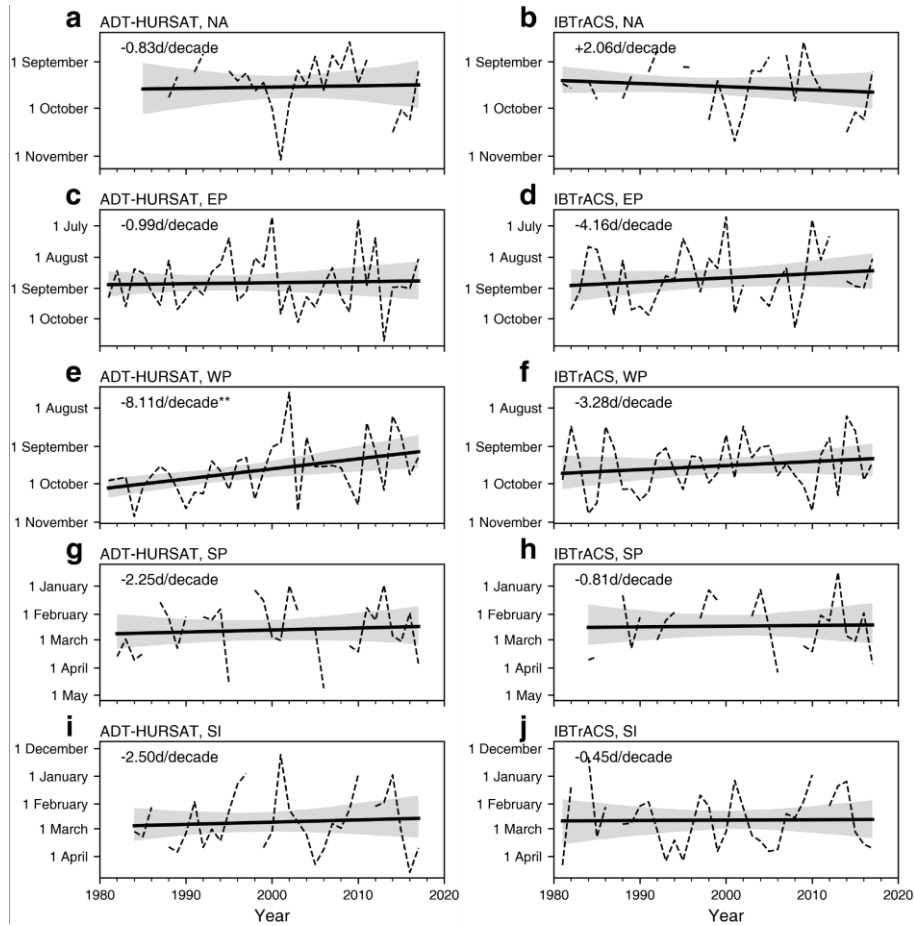 a ADT-HURSAT, NA
-0.83d/decade
1 September
1 October
1 November
b IBTrACS, NA
+2.06d/decade
1 September
1 October
1 November
c ADT-HURSAT, EP
-0.99d/decade
1 July
1 August
1 September
1 October
d IBTrACS, EP
-4.16d/decade
1 July
1 August
1 September
1 October
e ADT-HURSAT, WP
-8.11d/decade**
1 August
1 September
1 October
1 November
f IBTrACS, WP
-3.28d/decade
1 August
1 September
1 October
1 November
g ADT-HURSAT, SP
-2.25d/decade
1 January
1 February
1 March
1 April
1 May
h IBTrACS, SP
-0.81d/decade
1 January
1 February
1 March
1 April
1 May
i ADT-HURSAT, SI
-2.50d/decade
1 December
1 January
1 February
1 March
1 April
1980 1990 2000 2010 2020
Year
j IBTrACS, SI
-0.45d/decade
1 December
1 January
1 February
1 March
1 April
1980 1990 2000 2010 2020
Year